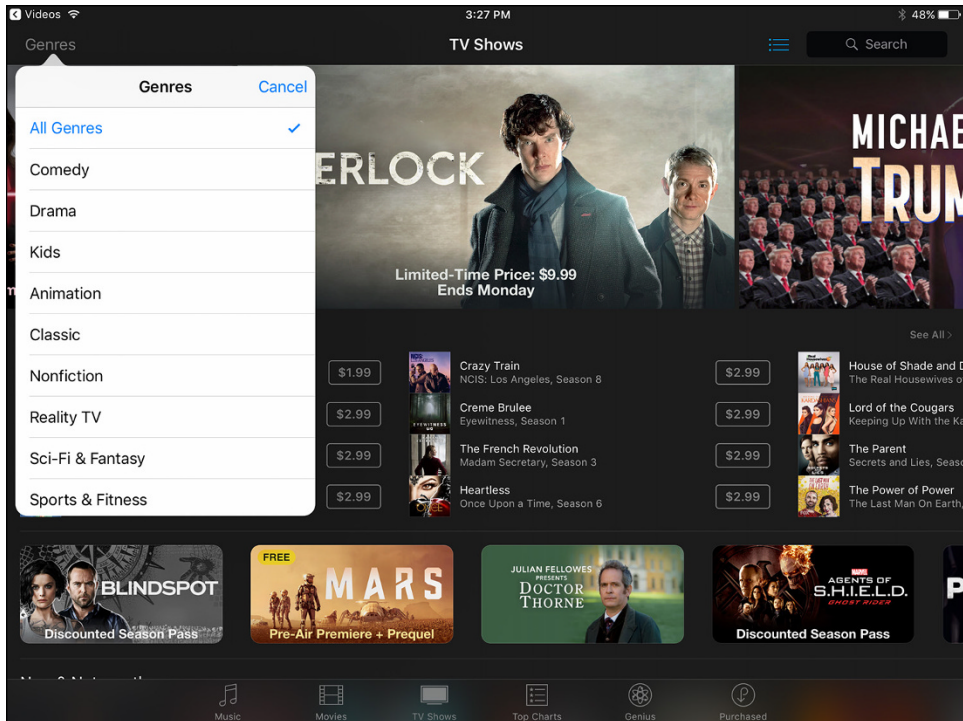 Videos
3:27 PM
48%
Genres
TV Shows
Search
Genres
Cancel
All Genres
Comedy
Drama
Kids
Animation
Classic
Nonfiction
Reality TV
Sci-Fi & Fantasy
Sports & Fitness
ERLOCK
Limited-Time Price: $9.99
Ends Monday
MICHAE
TRUM
See All >
$1.99
Crazy Train
NCIS: Los Angeles, Season 8
$2.99
House of Shade and D
The Real Housewives o
$2.99
Creme Brulee
Eyewitness, Season 1
$2.99
Lord of the Cougars
Keeping Up With the Ka
$2.99
The French Revolution
Madam Secretary, Season 3
$2.99
The Parent
Secrets and Lies, Seaso
$2.99
Heartless
Once Upon a Time, Season 6
$2.99
The Power of Power
The Last Man On Earth,
BLINDSPOT
Discounted Season Pass
FREE
MARS
Pre-Air Premiere + Prequel
JULIAN FELLOWES
PRESENTS
DOCTOR
THORNE
MARVEL
AGENTS OF
S.H.I.E.L.D.
GHOST RIDER
Discounted Season Pass
P
Music
Movies
TV Shows
Top Charts
Genius
Purchased